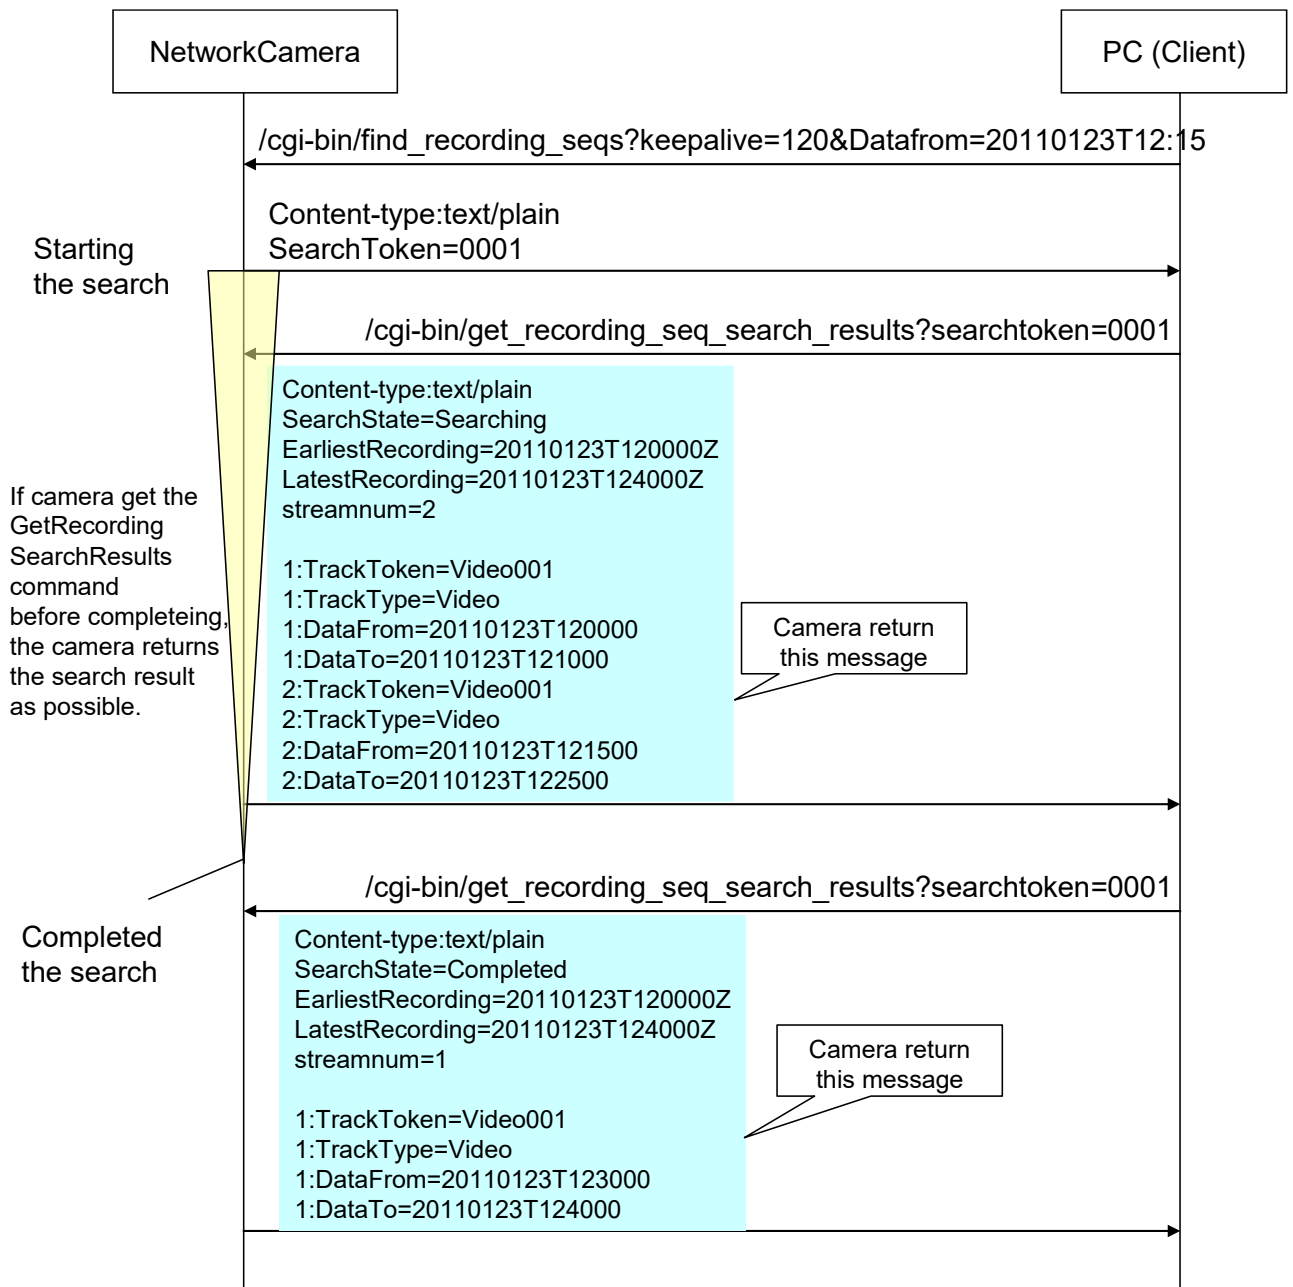 NetworkCamera
PC (Client)
/cgi-bin/find_recording_seqs?keepalive=120&Datafrom=20110123T12:15
Content-type:text/plain
SearchToken=0001
Starting
the search
/cgi-bin/get_recording_seq_search_results?searchtoken=0001
Content-type:text/plain
SearchState=Searching
EarliestRecording=20110123T120000Z
LatestRecording=20110123T124000Z
streamnum=2
1:TrackToken=Video001
1:TrackType=Video
1:DataFrom=20110123T120000
1:DataTo=20110123T121000
2:TrackToken=Video001
2:TrackType=Video
2:DataFrom=20110123T121500
2:DataTo=20110123T122500
If camera get the
GetRecording
SearchResults
command
before completeing,
the camera returns
the search result
as possible.
Camera return
this message
/cgi-bin/get_recording_seq_search_results?searchtoken=0001
Completed
the search
Content-type:text/plain
SearchState=Completed
EarliestRecording=20110123T120000Z
LatestRecording=20110123T124000Z
streamnum=1
1:TrackToken=Video001
1:TrackType=Video
1:DataFrom=20110123T123000
1:DataTo=20110123T124000
Camera return
this message